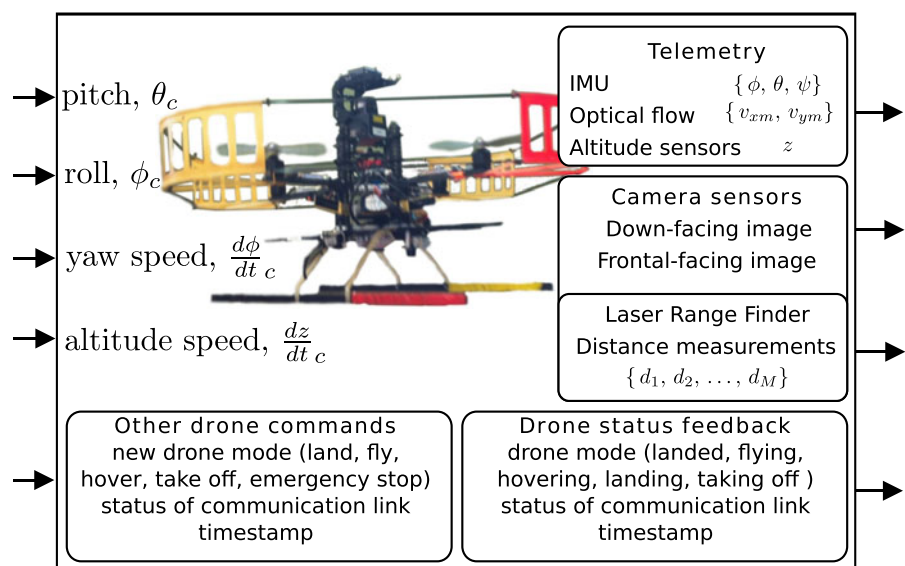 pitch, θ_c
roll, ϕ_c
yaw speed, dϕ/dt _c
altitude speed, dz/dt _c
Telemetry
IMU {ϕ, θ, ψ}
Optical flow {v_xm, v_ym}
Altitude sensors z
Camera sensors
Down-facing image
Frontal-facing image
Laser Range Finder
Distance measurements
{d_1, d_2, ..., d_M}
Other drone commands
new drone mode (land, fly,
hover, take off, emergency stop)
status of communication link
timestamp
Drone status feedback
drone mode (landed, flying,
hovering, landing, taking off )
status of communication link
timestamp